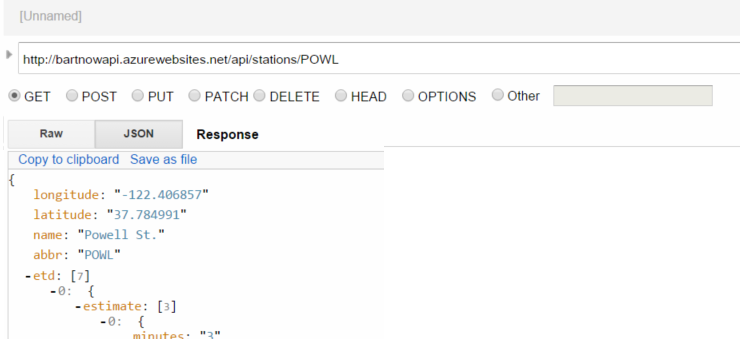 [Unnamed]
http://bartnowapi.azurewebsites.net/api/stations/POWL
GET POST PUT PATCH DELETE HEAD OPTIONS Other
Raw JSON Response
Copy to clipboard Save as file
{
longitude: "-122.406857"
latitude: "37.784991"
name: "Powell St."
abbr: "POWL"
-etd: [7]
-0: {
-estimate: [3]
-0: {
minutes: "3"